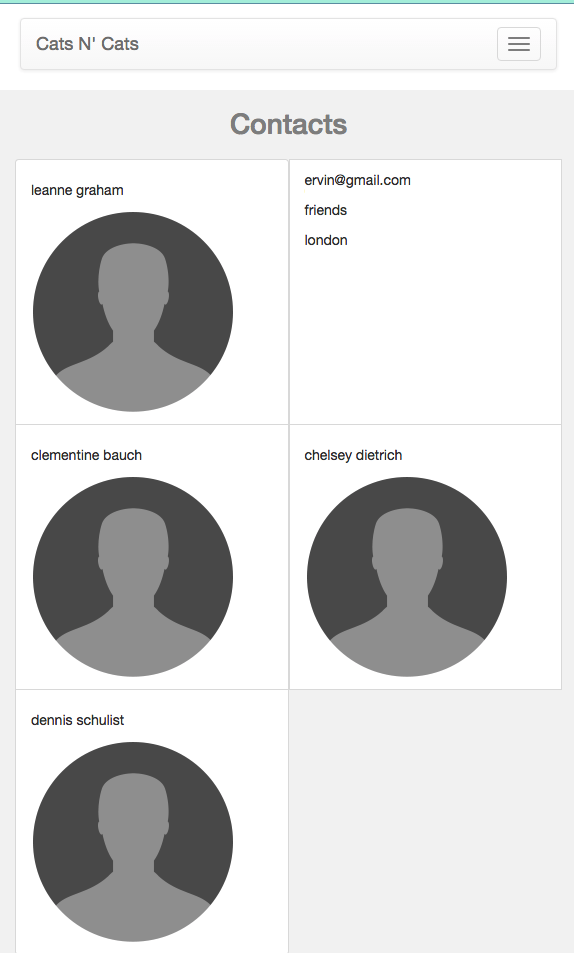 Cats N' Cats
Contacts
leanne graham
ervin@gmail.com
friends
london
clementine bauch
chelsey dietrich
dennis schulist